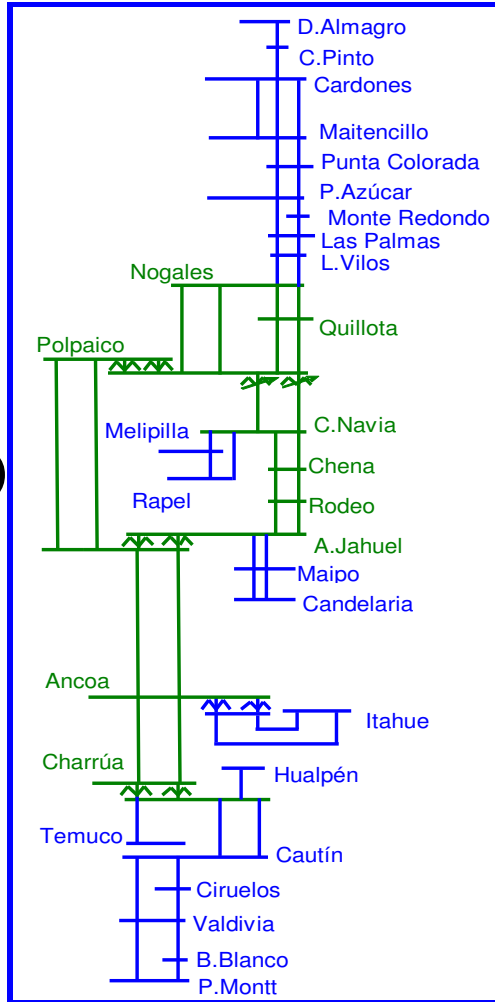 D.Almagro
C.Pinto
Cardones
Maitencillo
Punta Colorada
P.Azúcar
Monte Redondo
Las Palmas
L.Vilos
Nogales
Quillota
Polpaico
C.Navia
Melipilla
Chena
Rapel
Rodeo
A.Jahuel
Maipo
Candelaria
Ancoa
Itahue
Charrúa
Hualpén
Temuco
Cautín
Ciruelos
Valdivia
B.Blanco
P.Montt